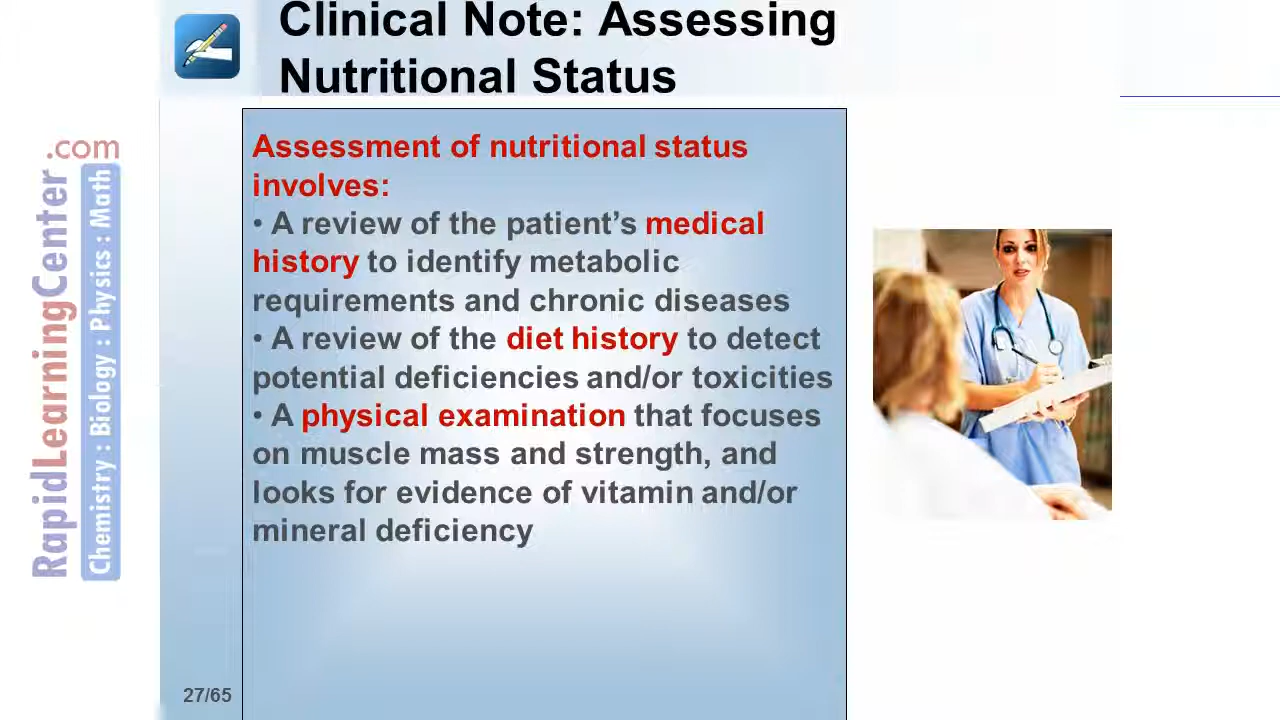 Clinical Note: Assessing
Nutritional Status
Assessment of nutritional status
involves:
• A review of the patient’s medical
history to identify metabolic
requirements and chronic diseases
• A review of the diet history to detect
potential deficiencies and/or toxicities
• A physical examination that focuses
on muscle mass and strength, and
looks for evidence of vitamin and/or
mineral deficiency
27/65
RapidLearningCenter.com
Chemistry : Biology : Physics : Math